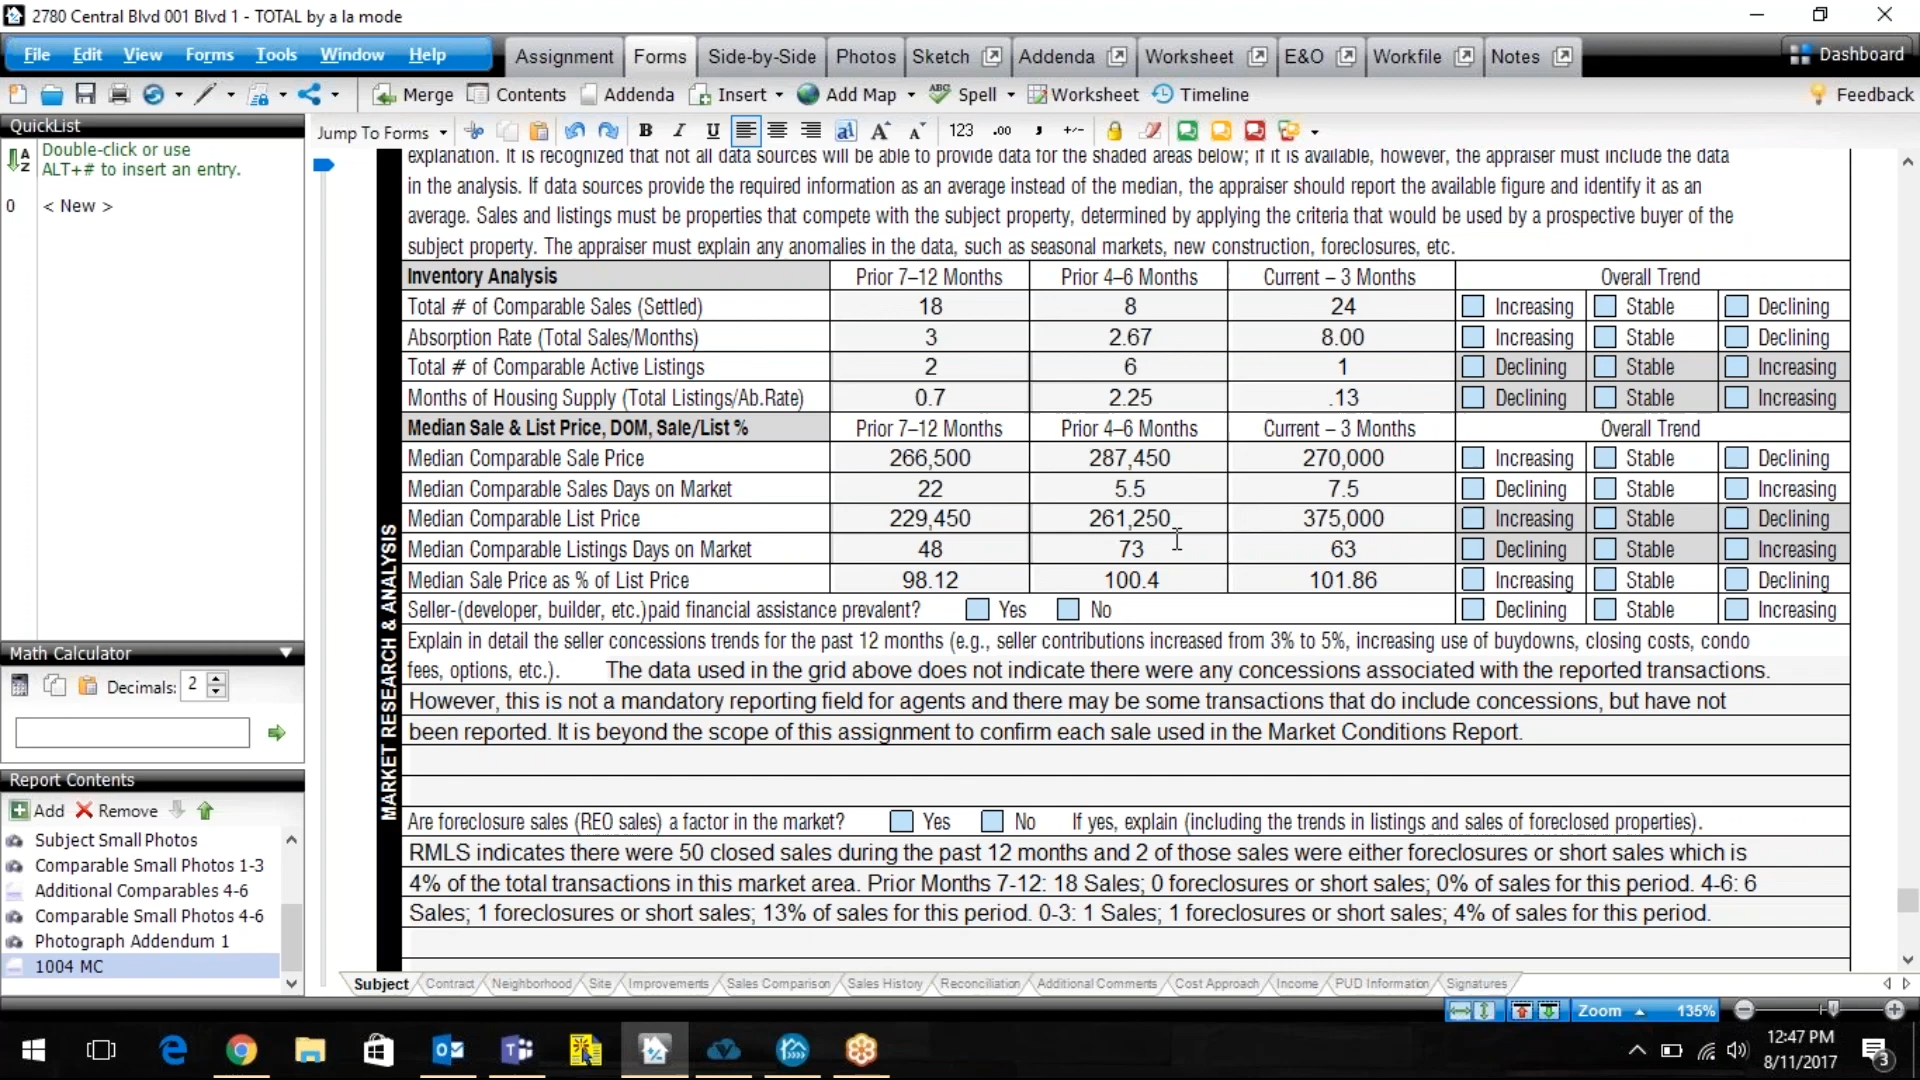 2780 Central Blvd 001 Blvd 1 - TOTAL by a la mode
File Edit View Forms Tools Window Help
Assignment Forms Side-by-Side Photos Sketch Addenda Worksheet E&O Workfile Notes Dashboard
Merge Contents Addenda Insert Add Map Spell Worksheet Timeline Feedback
QuickList
Jump To Forms B I U A A 123 .00 , +/-
Double-click or use
ALT+# to insert an entry.
0 < New >
explanation. It is recognized that not all data sources will be able to provide data for the shaded areas below; if it is available, however, the appraiser must include the data
in the analysis. If data sources provide the required information as an average instead of the median, the appraiser should report the available figure and identify it as an
average. Sales and listings must be properties that compete with the subject property, determined by applying the criteria that would be used by a prospective buyer of the
subject property. The appraiser must explain any anomalies in the data, such as seasonal markets, new construction, foreclosures, etc.
Inventory Analysis Prior 7–12 Months Prior 4–6 Months Current – 3 Months Overall Trend
Total # of Comparable Sales (Settled) 18 8 24 Increasing Stable Declining
Absorption Rate (Total Sales/Months) 3 2.67 8.00 Increasing Stable Declining
Total # of Comparable Active Listings 2 6 1 Declining Stable Increasing
Months of Housing Supply (Total Listings/Ab.Rate) 0.7 2.25 .13 Declining Stable Increasing
Median Sale & List Price, DOM, Sale/List % Prior 7–12 Months Prior 4–6 Months Current – 3 Months Overall Trend
Median Comparable Sale Price 266,500 287,450 270,000 Increasing Stable Declining
Median Comparable Sales Days on Market 22 5.5 7.5 Declining Stable Increasing
Median Comparable List Price 229,450 261,250 375,000 Increasing Stable Declining
Median Comparable Listings Days on Market 48 73 63 Declining Stable Increasing
Median Sale Price as % of List Price 98.12 100.4 101.86 Increasing Stable Declining
Seller-(developer, builder, etc.)paid financial assistance prevalent? Yes No Declining Stable Increasing
Explain in detail the seller concessions trends for the past 12 months (e.g., seller contributions increased from 3% to 5%, increasing use of buydowns, closing costs, condo
fees, options, etc.). The data used in the grid above does not indicate there were any concessions associated with the reported transactions.
However, this is not a mandatory reporting field for agents and there may be some transactions that do include concessions, but have not
been reported. It is beyond the scope of this assignment to confirm each sale used in the Market Conditions Report.
Are foreclosure sales (REO sales) a factor in the market? Yes No If yes, explain (including the trends in listings and sales of foreclosed properties).
RMLS indicates there were 50 closed sales during the past 12 months and 2 of those sales were either foreclosures or short sales which is
4% of the total transactions in this market area. Prior Months 7-12: 18 Sales; 0 foreclosures or short sales; 0% of sales for this period. 4-6: 6
Sales; 1 foreclosures or short sales; 13% of sales for this period. 0-3: 1 Sales; 1 foreclosures or short sales; 4% of sales for this period.
MARKET RESEARCH & ANALYSIS
Math Calculator
Decimals: 2
Report Contents
Add Remove
Subject Small Photos
Comparable Small Photos 1-3
Additional Comparables 4-6
Comparable Small Photos 4-6
Photograph Addendum 1
1004 MC
Subject Contract Neighborhood Site Improvements Sales Comparison Sales History Reconciliation Additional Comments Cost Approach Income PUD Information Signatures
Zoom 135%
12:47 PM
8/11/2017
3